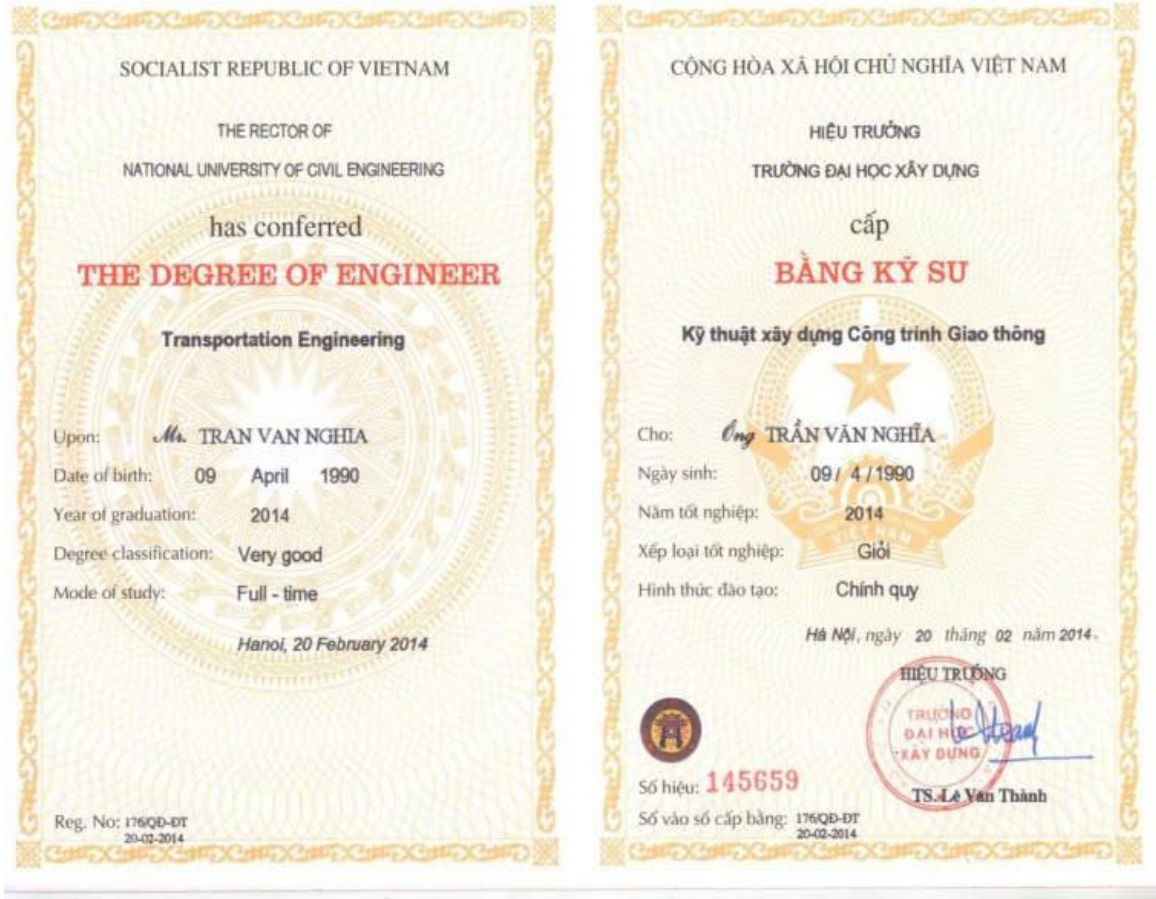 SOCIALIST REPUBLIC OF VIETNAM
THE RECTOR OF
NATIONAL UNIVERSITY OF CIVIL ENGINEERING
has conferred
THE DEGREE OF ENGINEER
Transportation Engineering
Upon: Mr. TRAN VAN NGHIA
Date of birth: 09 April 1990
Year of graduation: 2014
Degree classification: Very good
Mode of study: Full - time
Hanoi, 20 February 2014
Reg. No: 176/QĐ-ĐT
20-02-2014
CỘNG HÒA XÃ HỘI CHỦ NGHĨA VIỆT NAM
HIỆU TRƯỞNG
TRƯỜNG ĐẠI HỌC XÂY DỰNG
cấp
BẰNG KỸ SƯ
Kỹ thuật xây dựng Công trình Giao thông
Cho: Ông TRẦN VĂN NGHĨA
Ngày sinh: 09 / 4 / 1990
Năm tốt nghiệp: 2014
Xếp loại tốt nghiệp: Giỏi
Hình thức đào tạo: Chính quy
Hà Nội, ngày 20 tháng 02 năm 2014
HIỆU TRƯỞNG
TRƯỜNG
ĐẠI HỌC
XÂY DỰNG
TS. Lê Văn Thành
Số hiệu: 145659
Số vào sổ cấp bằng: 176/QĐ-ĐT
20-02-2014